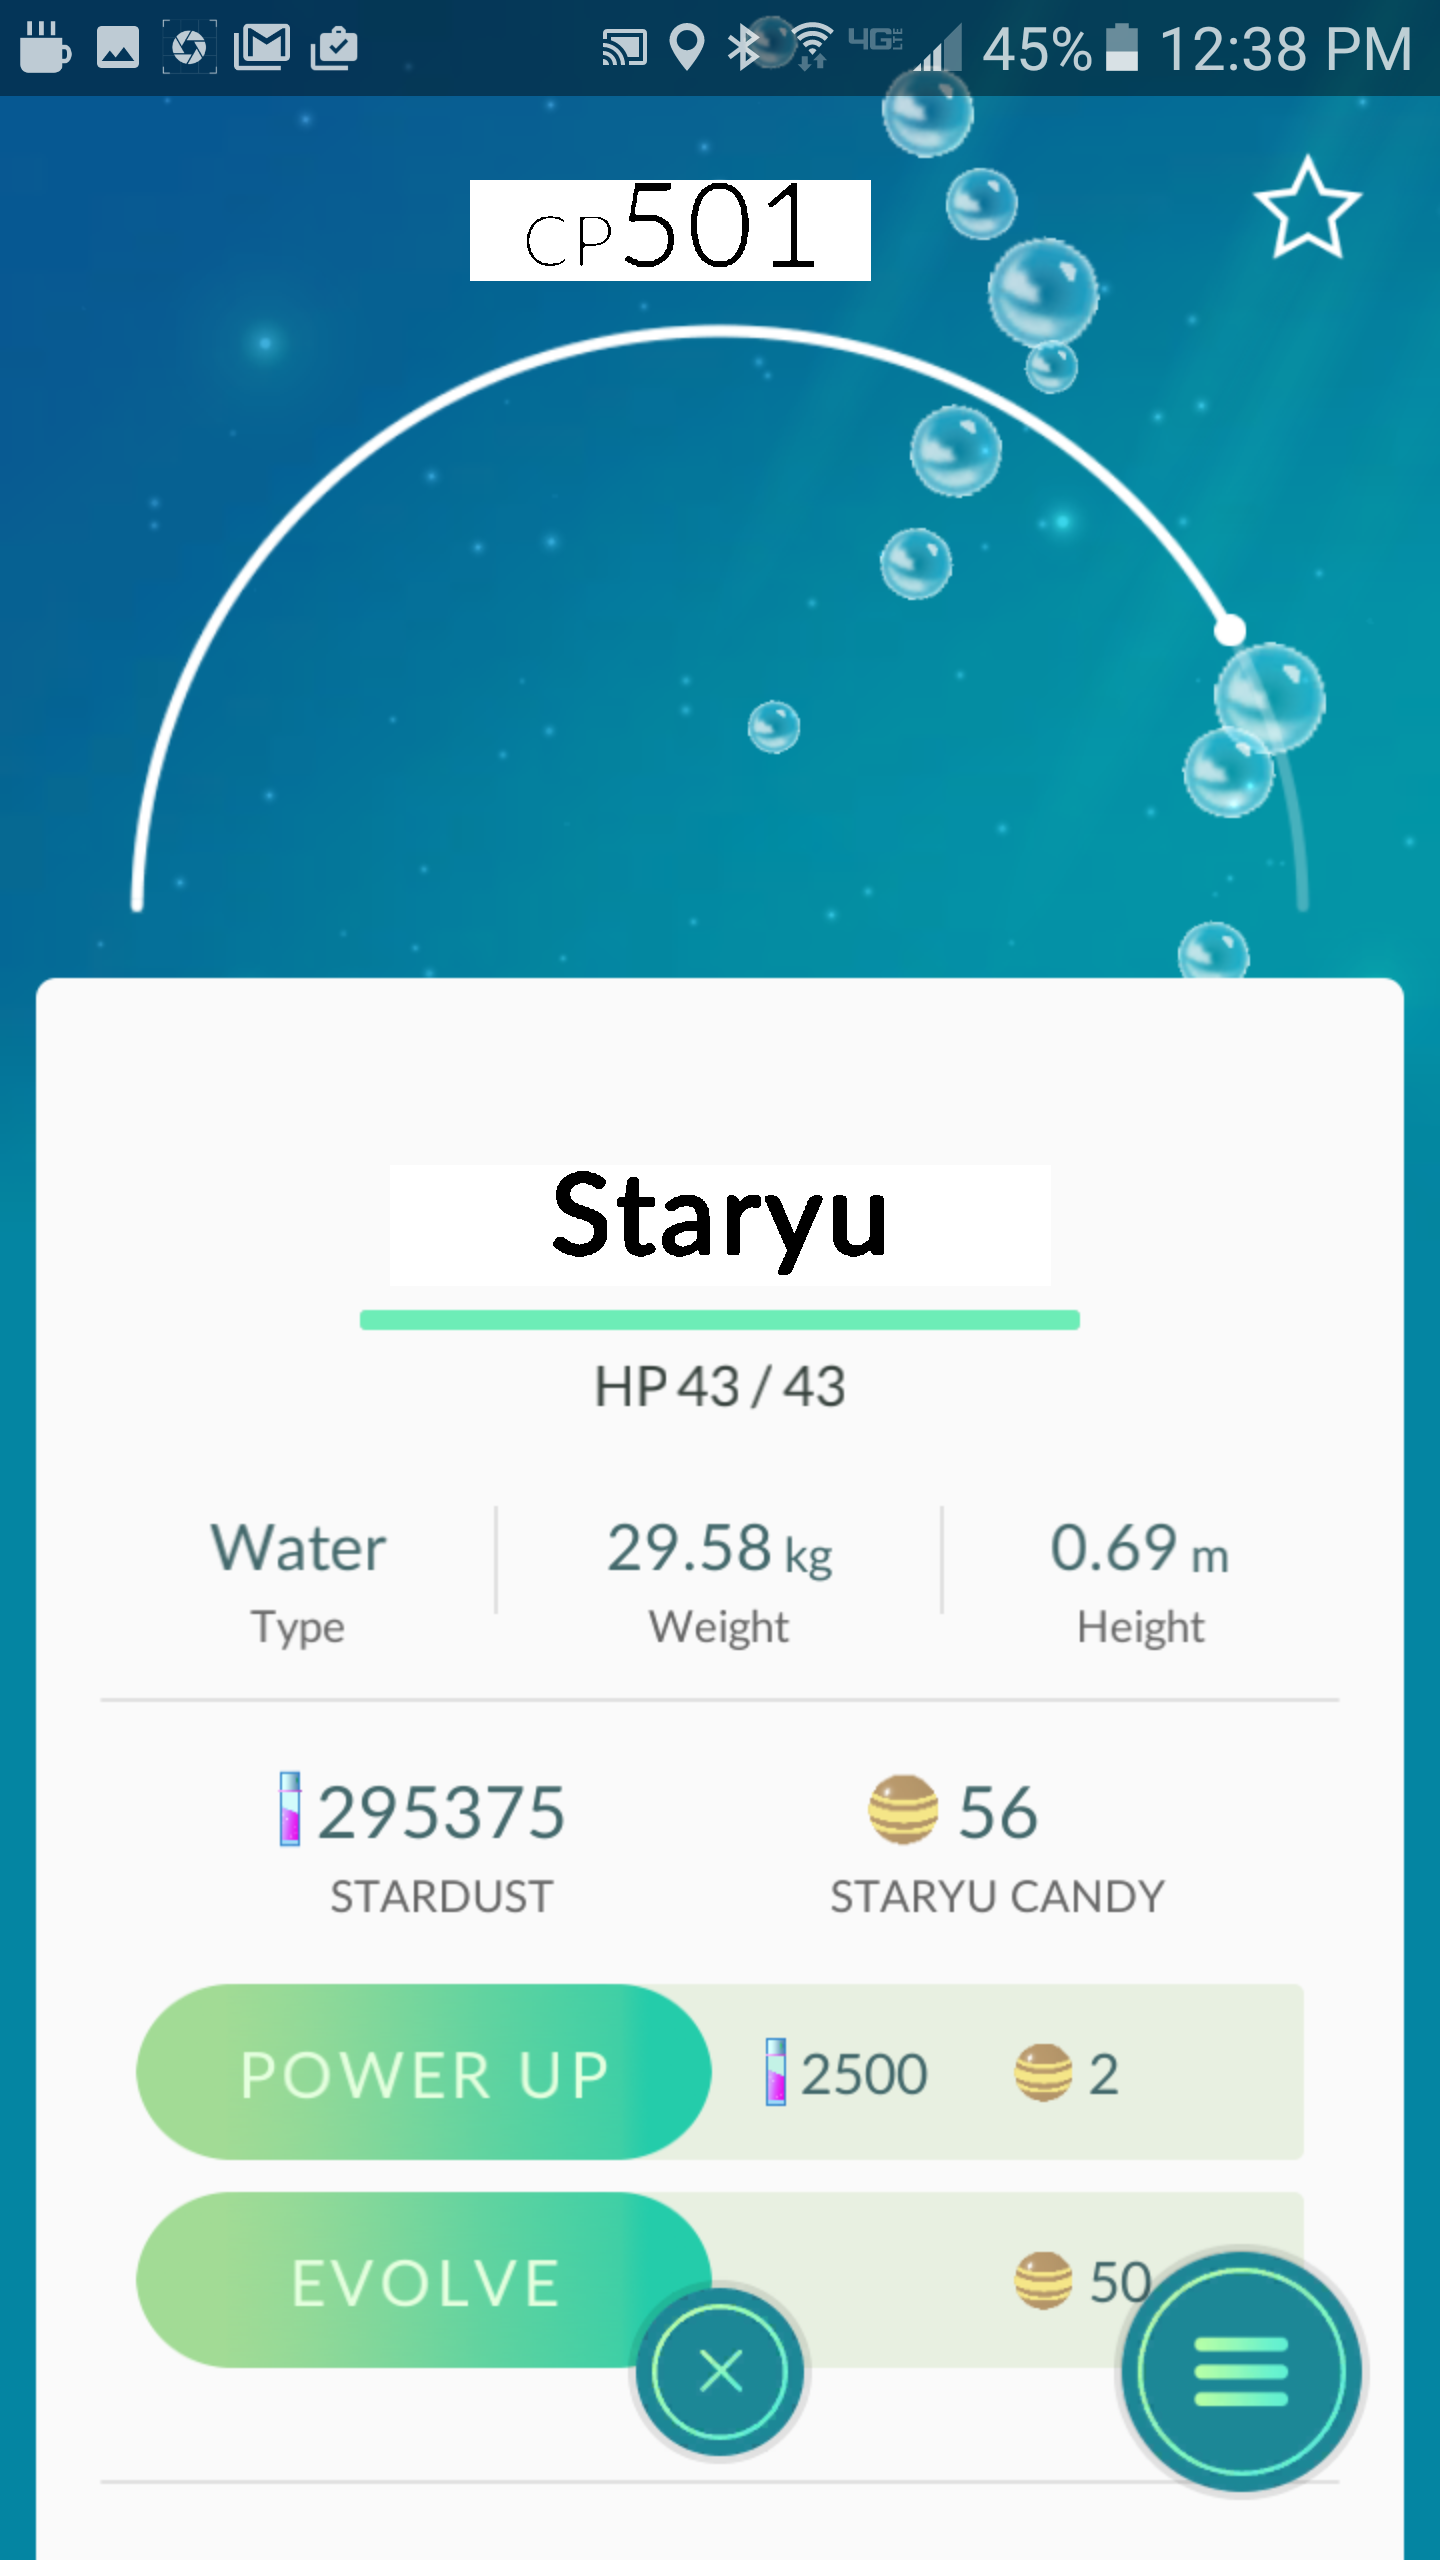 4G LTE 45% 12:38 PM
CP501
Staryu
HP 43 / 43
Water 29.58 kg 0.69 m
Type Weight Height
295375 56
STARDUST STARYU CANDY
POWER UP 2500 2
EVOLVE 50